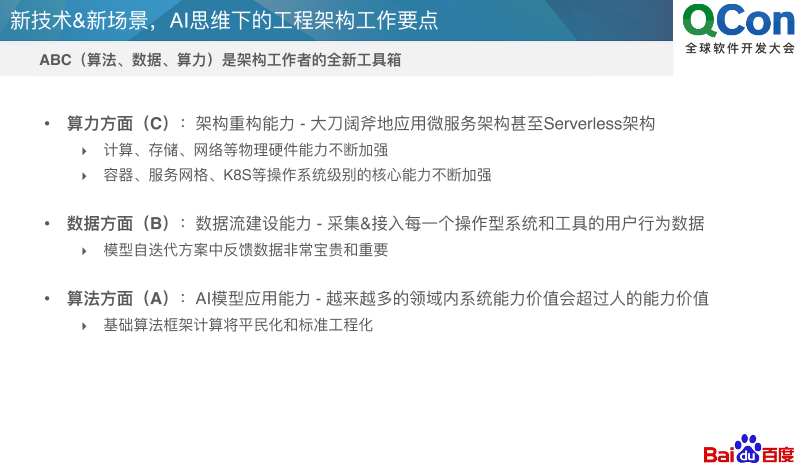 新技术&新场景，AI思维下的工程架构工作要点
QCon
全球软件开发大会
ABC（算法、数据、算力）是架构工作者的全新工具箱
• 算力方面（C）：架构重构能力 - 大刀阔斧地应用微服务架构甚至Serverless架构
计算、存储、网络等物理硬件能力不断加强
容器、服务网格、K8S等操作系统级别的核心能力不断加强
• 数据方面（B）：数据流建设能力 - 采集&接入每一个操作型系统和工具的用户行为数据
模型自迭代方案中反馈数据非常宝贵和重要
• 算法方面（A）：AI模型应用能力 - 越来越多的领域内系统能力价值会超过人的能力价值
基础算法框架计算将平民化和标准工程化
Bai du 百度